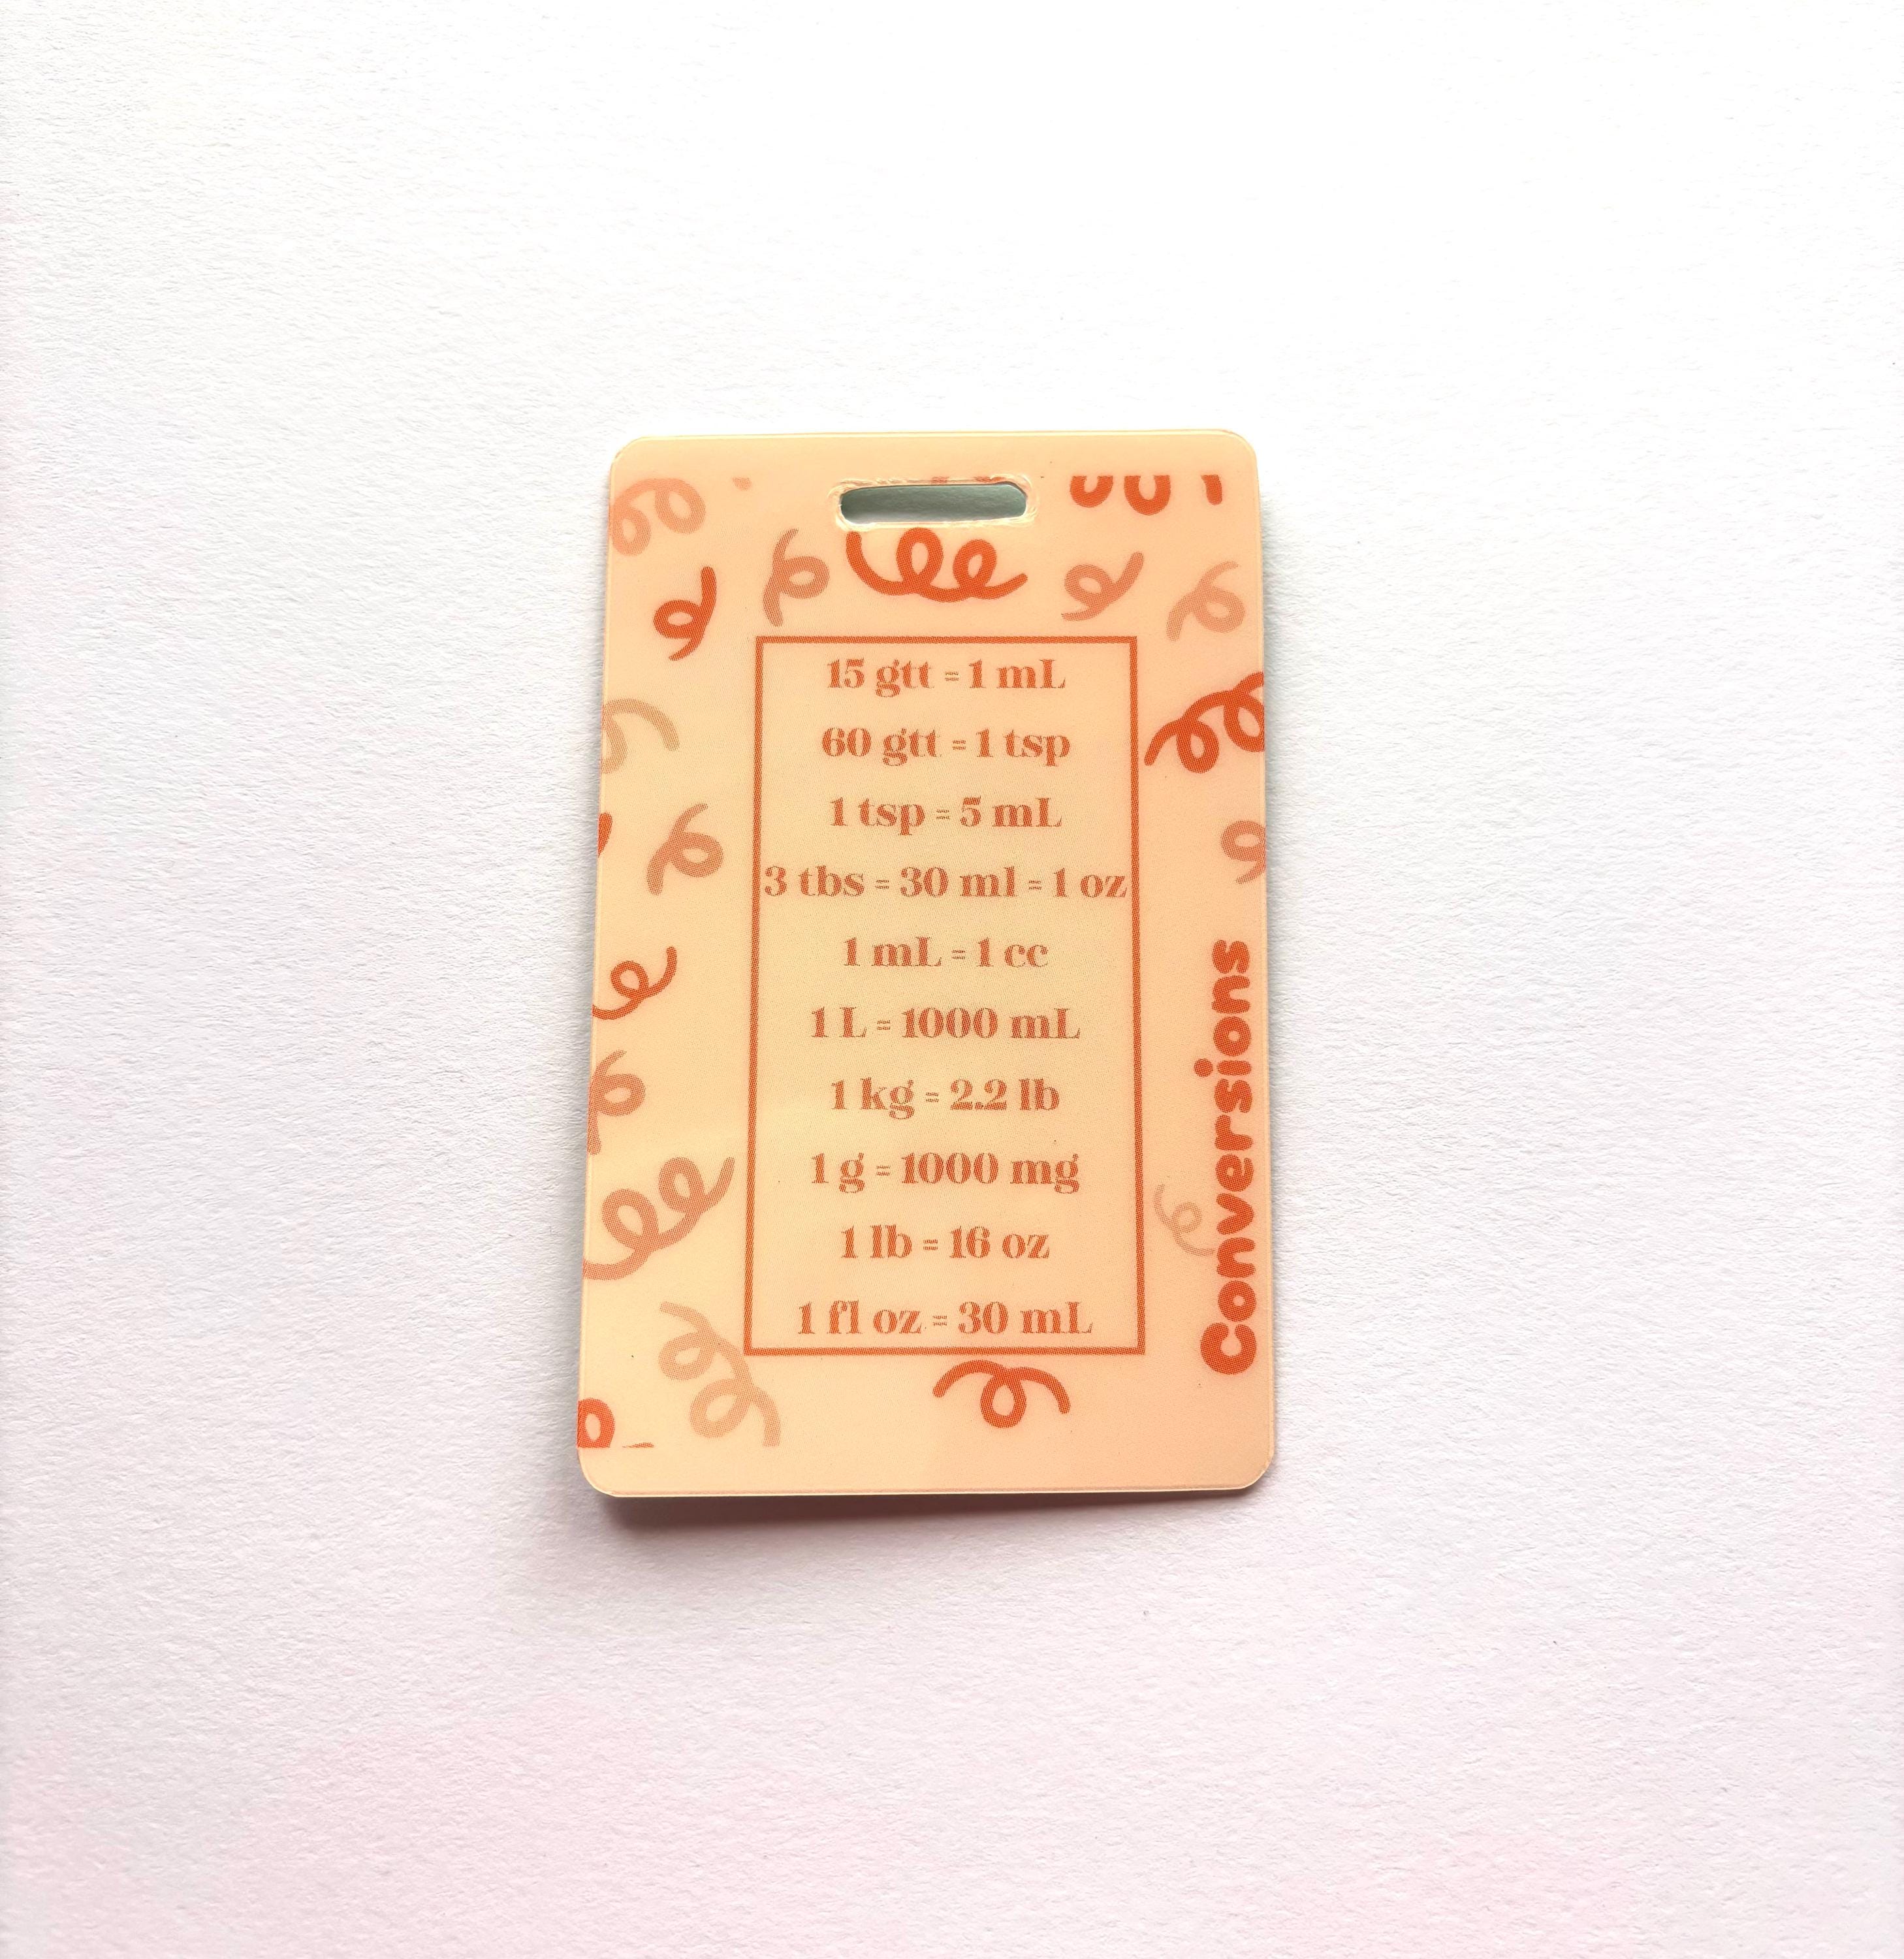 15 gtt = 1 mL
60 gtt = 1 tsp
1 tsp = 5 mL
3 tbs = 30 ml = 1 oz
1 mL = 1 cc
1 L = 1000 mL
1 kg = 2.2 lb
1 g = 1000 mg
1 lb = 16 oz
1 fl oz = 30 mL
Conversions